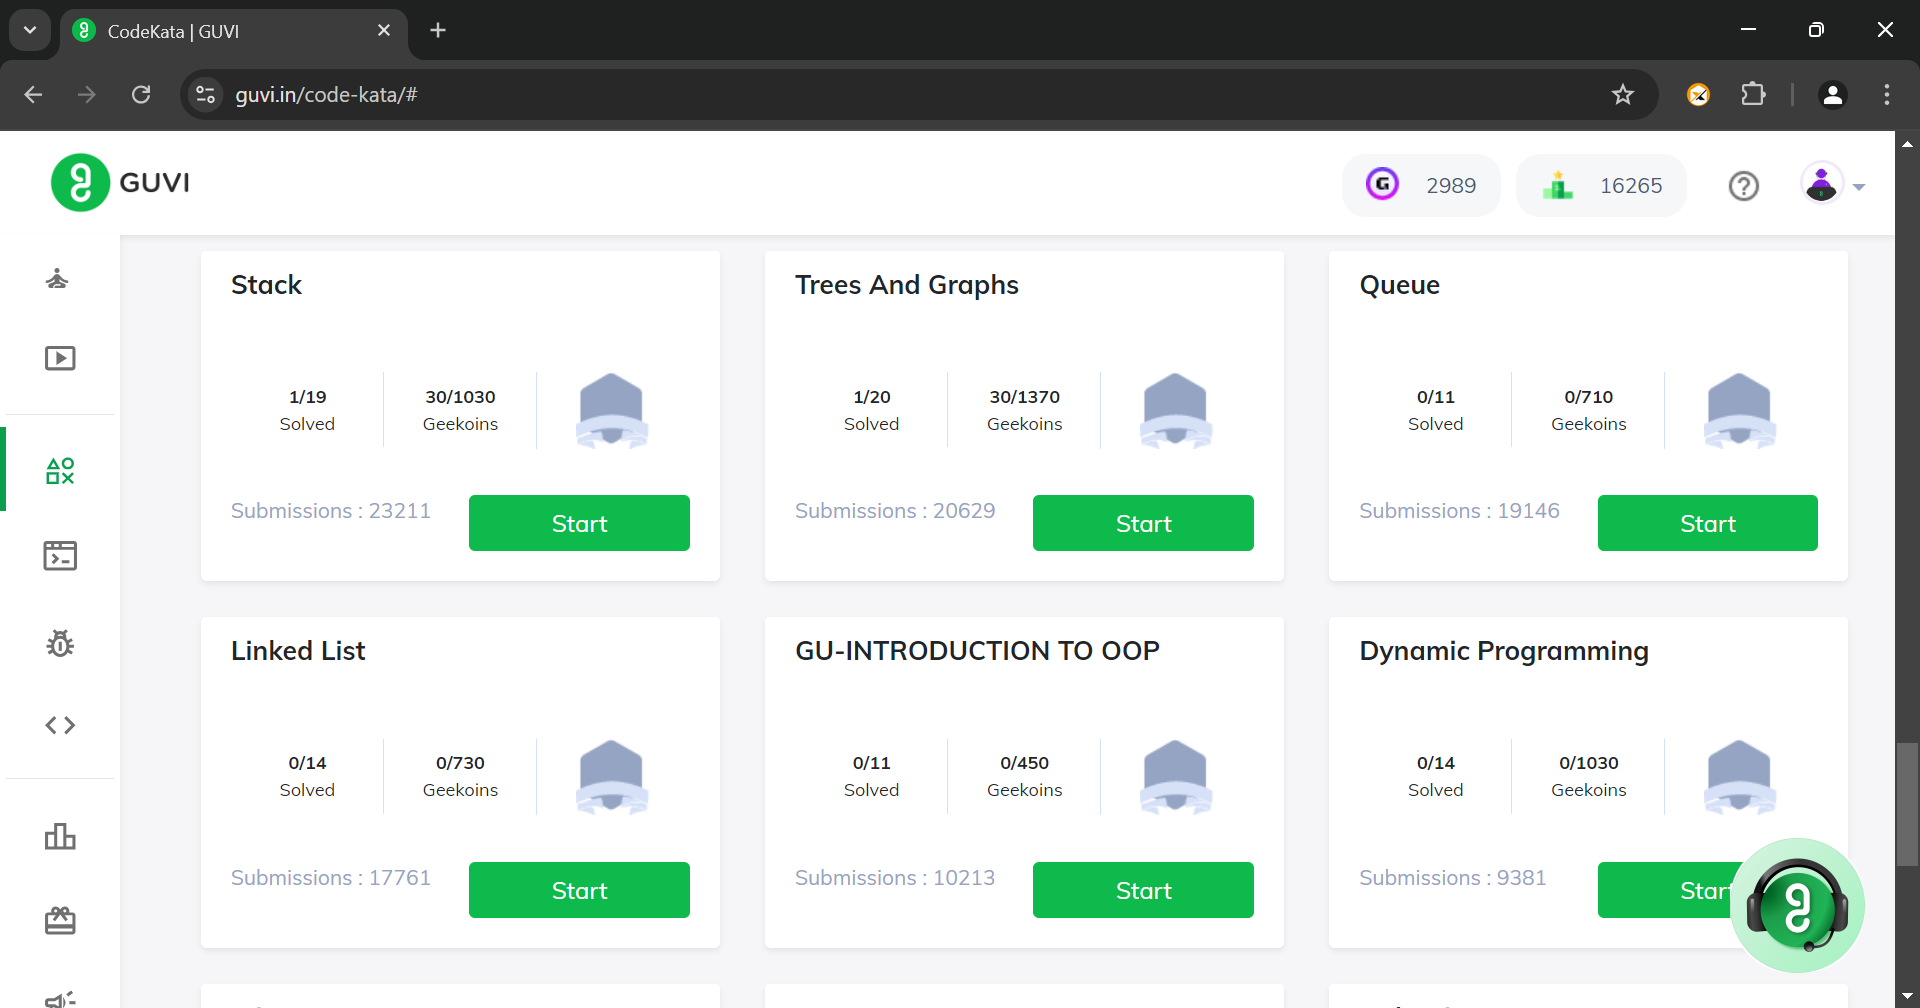 CodeKata | GUVI
guvi.in/code-kata/#
GUVI
2989
16265
Stack
1/19
Solved
30/1030
Geekoins
Submissions : 23211
Start
Trees And Graphs
1/20
Solved
30/1370
Geekoins
Submissions : 20629
Start
Queue
0/11
Solved
0/710
Geekoins
Submissions : 19146
Start
Linked List
0/14
Solved
0/730
Geekoins
Submissions : 17761
Start
GU-INTRODUCTION TO OOP
0/11
Solved
0/450
Geekoins
Submissions : 10213
Start
Dynamic Programming
0/14
Solved
0/1030
Geekoins
Submissions : 9381
Start